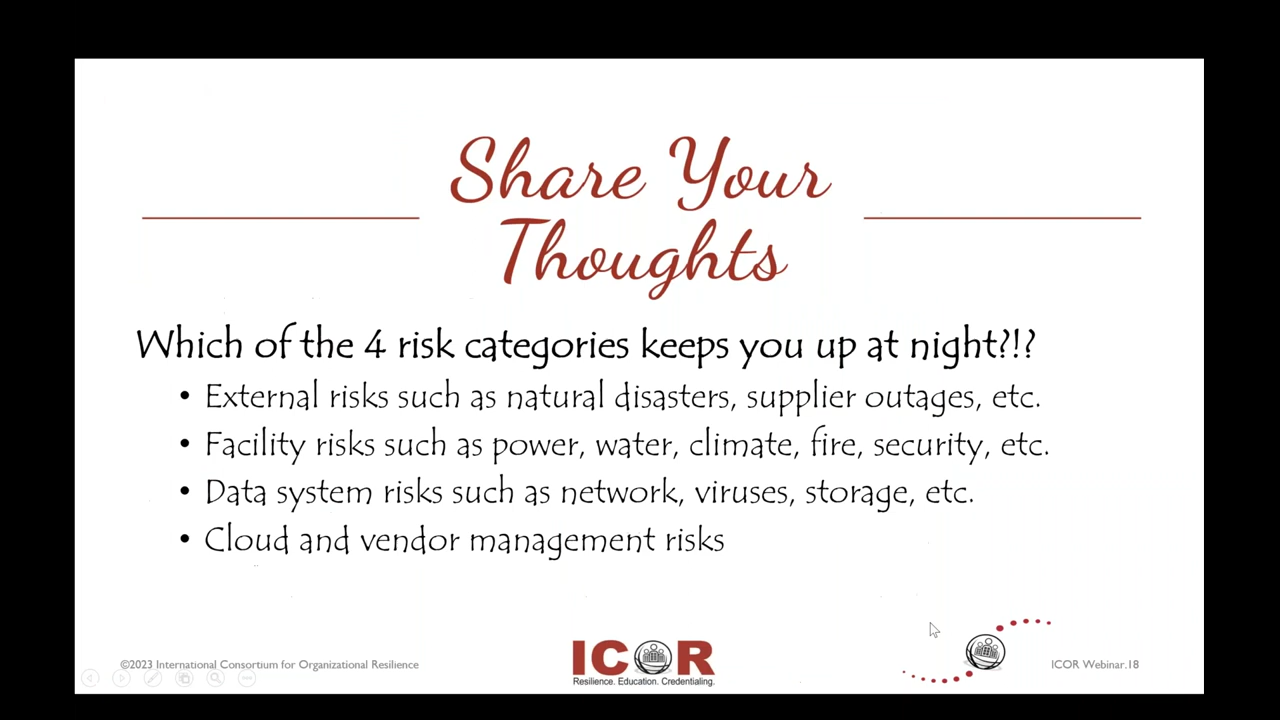 Share Your
Thoughts
Which of the 4 risk categories keeps you up at night?!?
• External risks such as natural disasters, supplier outages, etc.
• Facility risks such as power, water, climate, fire, security, etc.
• Data system risks such as network, viruses, storage, etc.
• Cloud and vendor management risks
©2023 International Consortium for Organizational Resilience
ICOR
Resilience. Education. Credentialing.
ICOR Webinar.18